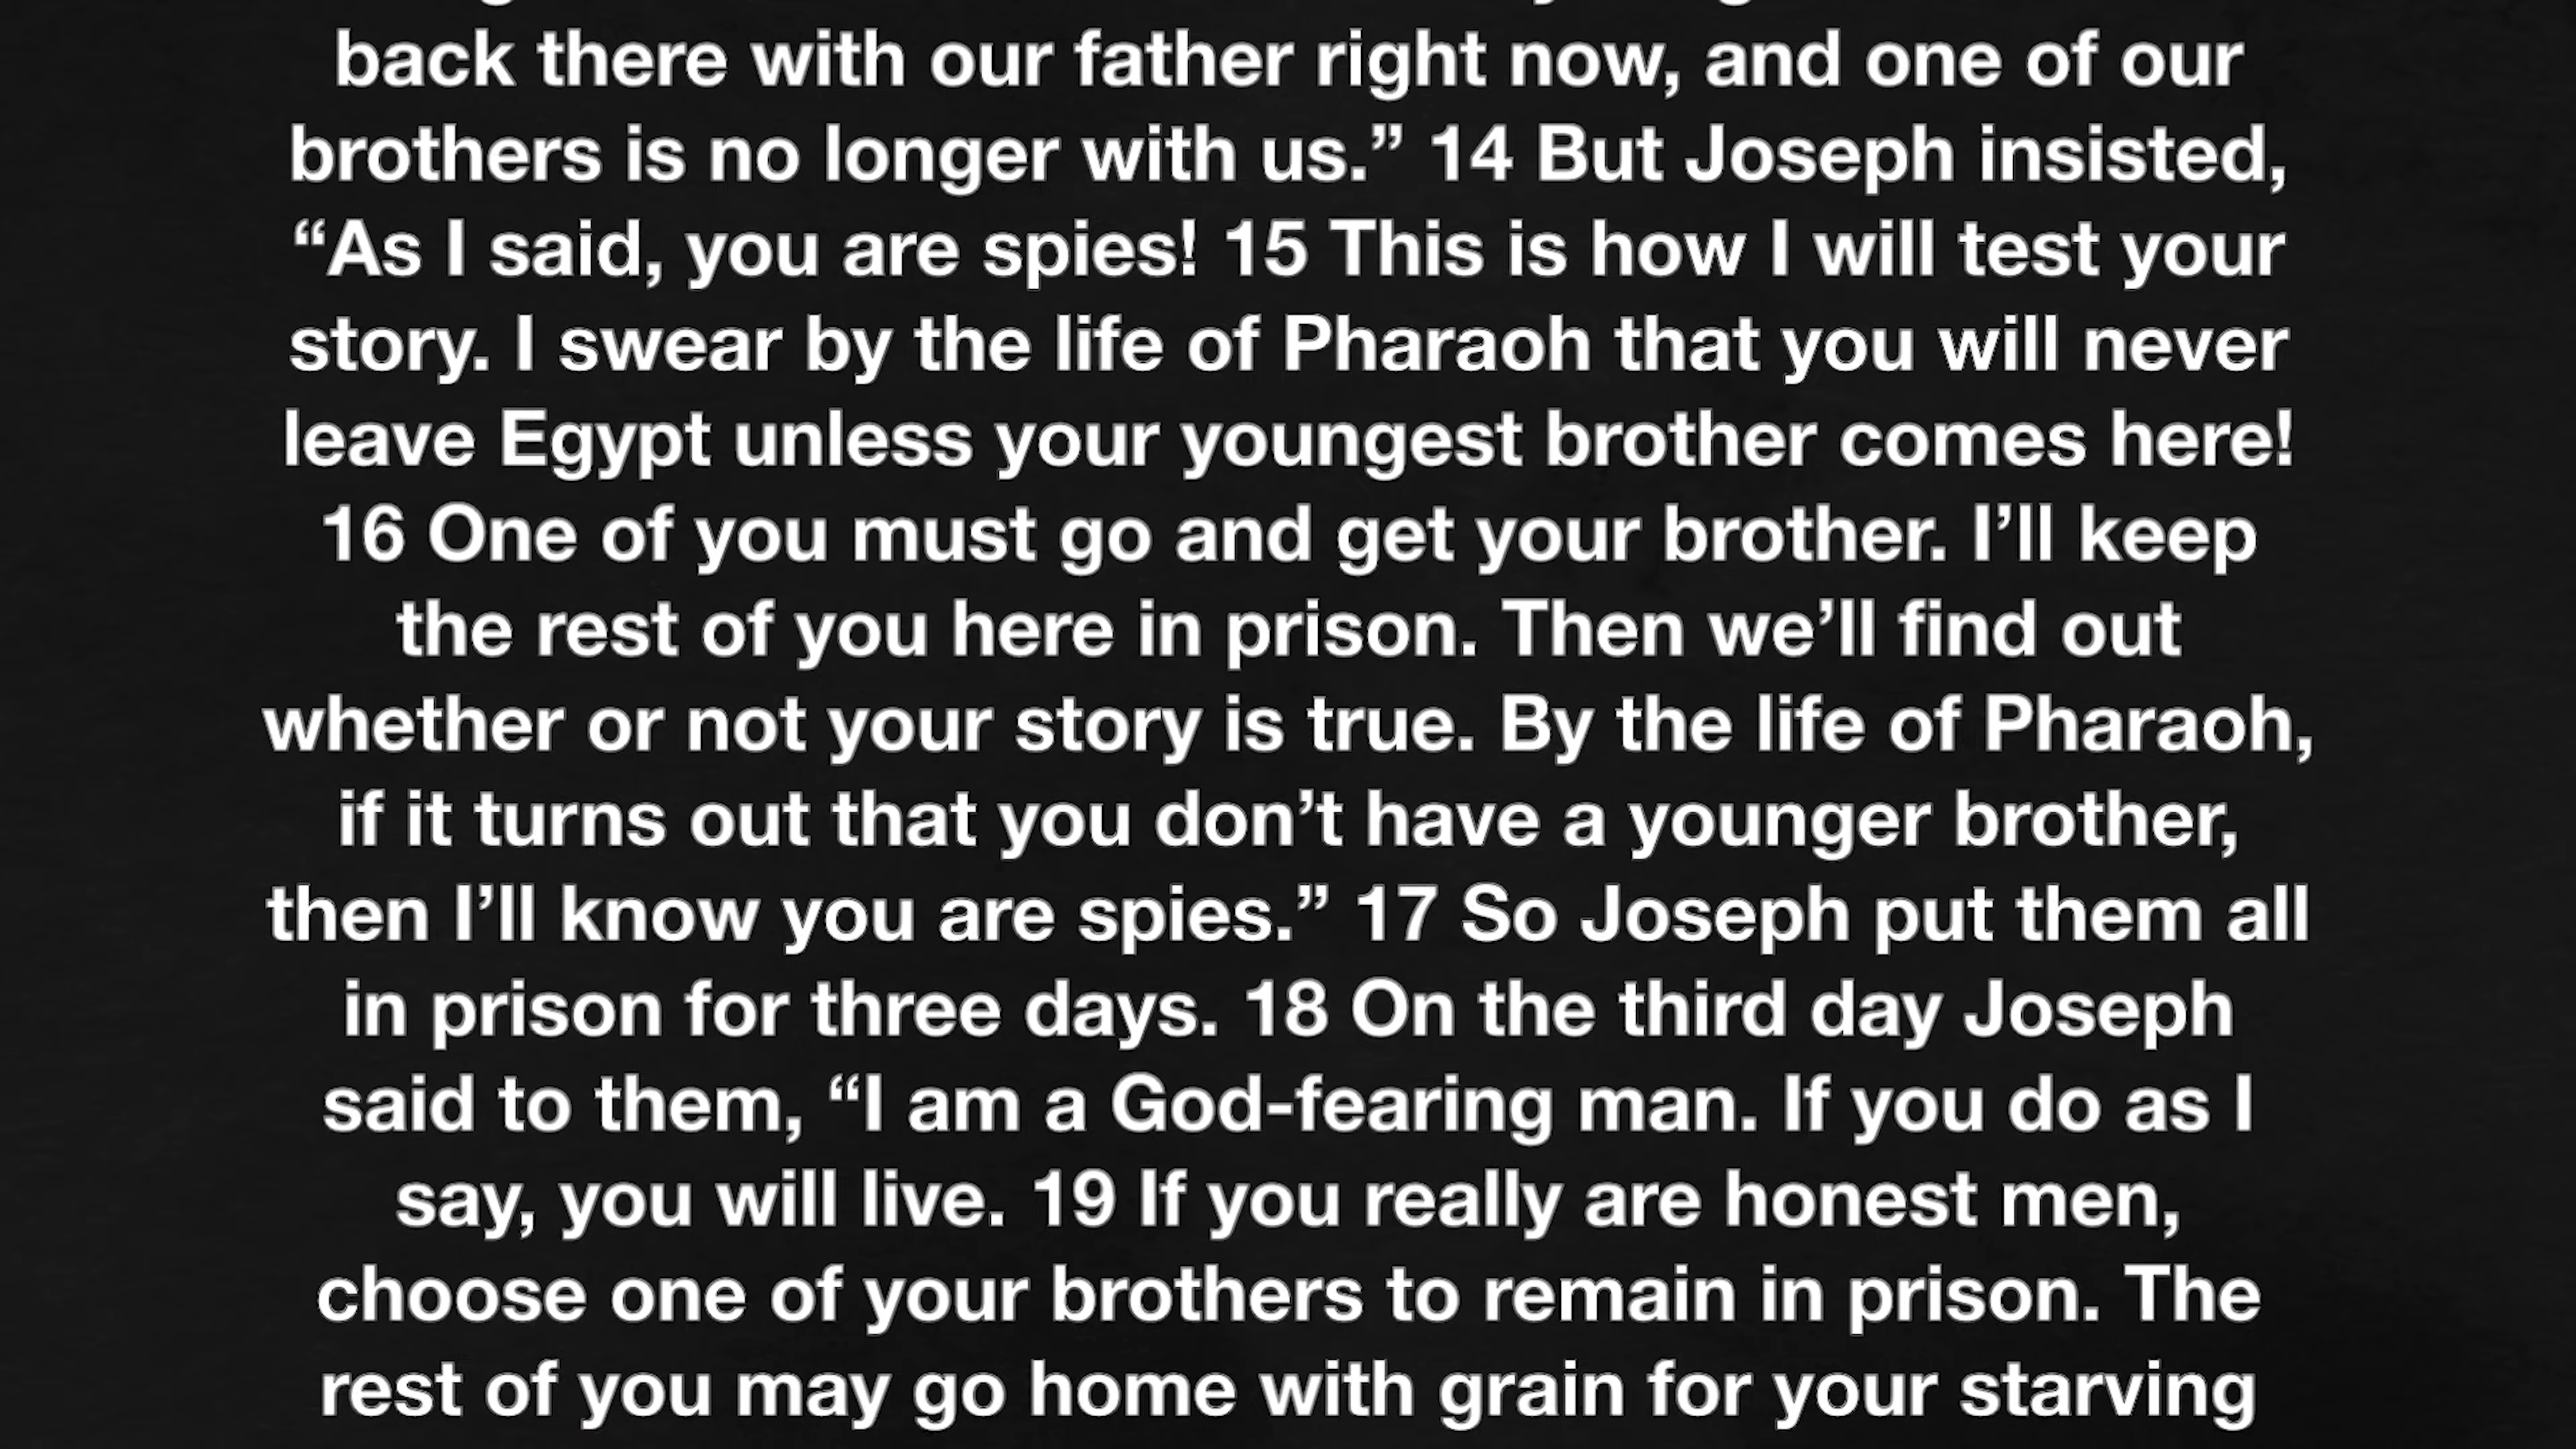 back there with our father right now, and one of our
brothers is no longer with us.” 14 But Joseph insisted,
“As I said, you are spies! 15 This is how I will test your
story. I swear by the life of Pharaoh that you will never
leave Egypt unless your youngest brother comes here!
16 One of you must go and get your brother. I’ll keep
the rest of you here in prison. Then we’ll find out
whether or not your story is true. By the life of Pharaoh,
if it turns out that you don’t have a younger brother,
then I’ll know you are spies.” 17 So Joseph put them all
in prison for three days. 18 On the third day Joseph
said to them, “I am a God-fearing man. If you do as I
say, you will live. 19 If you really are honest men,
choose one of your brothers to remain in prison. The
rest of you may go home with grain for your starving